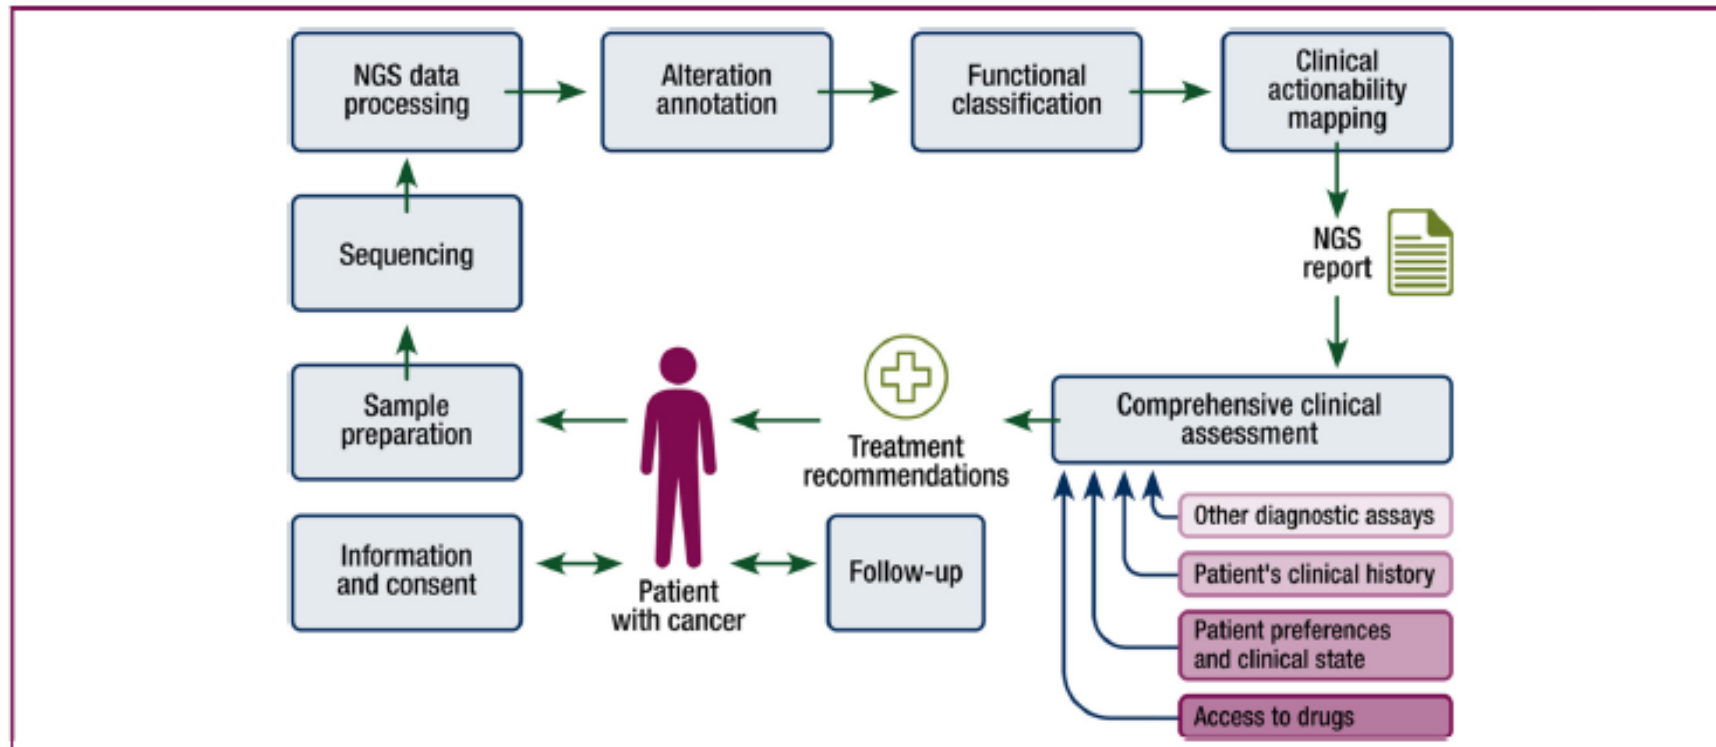 NGS data
processing
Alteration
annotation
Functional
classification
Clinical
actionability
mapping
Sequencing
NGS
report
Sample
preparation
Treatment
recommendations
Comprehensive clinical
assessment
Information
and consent
Patient
with cancer
Follow-up
Other diagnostic assays
Patient's clinical history
Patient preferences
and clinical state
Access to drugs